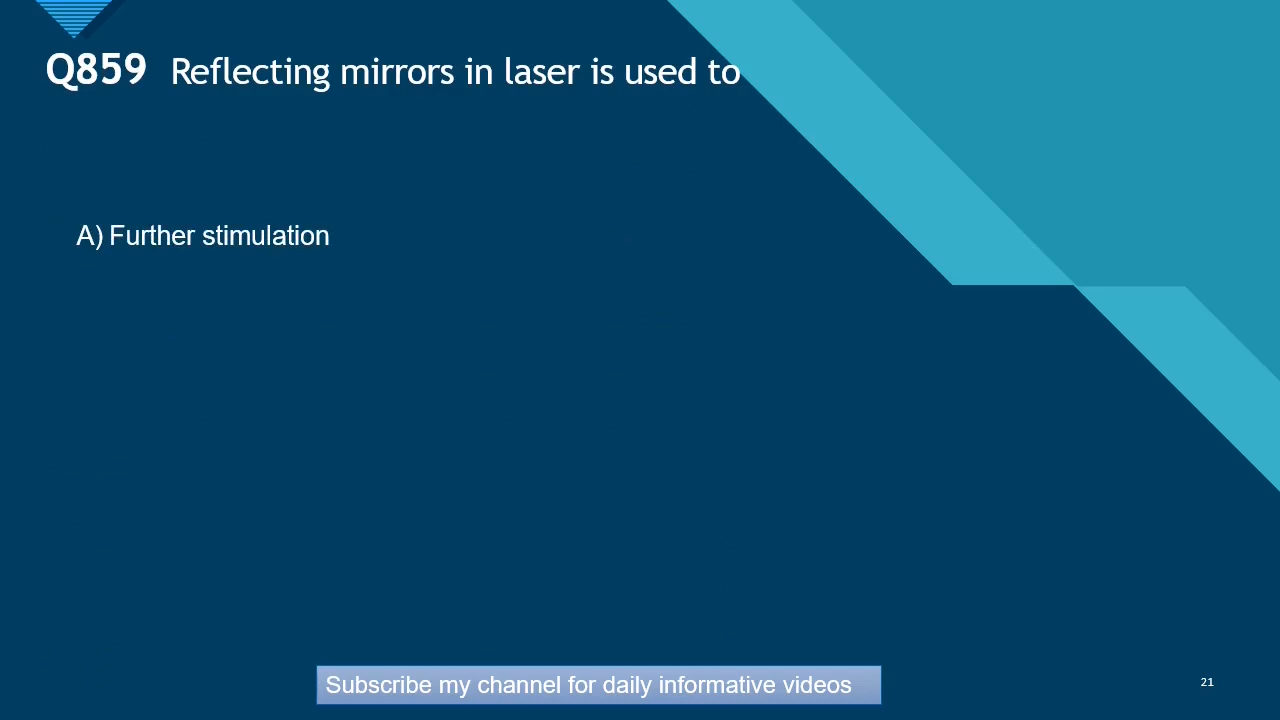 Q859 Reflecting mirrors in laser is used to
A) Further stimulation
Subscribe my channel for daily informative videos
21